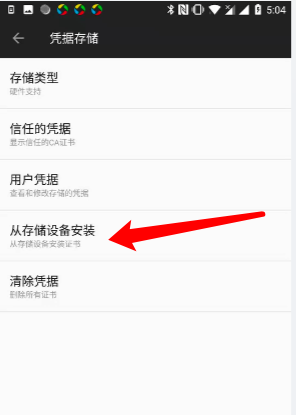 5:04
凭据存储
存储类型
硬件支持
信任的凭据
显示信任的CA证书
用户凭据
查看和修改存储的凭据
从存储设备安装
从存储设备安装证书
清除凭据
删除所有证书